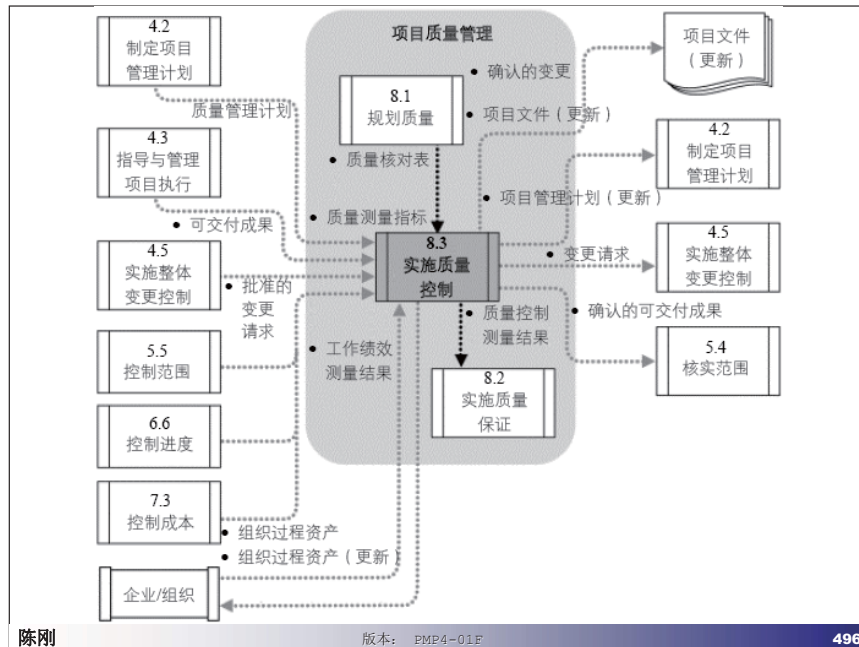 4.2
制定项目
管理计划
质量管理计划
4.3
指导与管理
项目执行
• 可交付成果
4.5
实施整体
变更控制
• 批准的
变更
请求
5.5
控制范围
6.6
控制进度
7.3
控制成本
• 组织过程资产
• 组织过程资产（更新）
企业/组织
项目质量管理
8.1
规划质量
• 确认的变更
• 项目文件（更新）
• 质量核对表
• 项目管理计划（更新）
• 质量测量指标
8.3
实施质量
控制
• 变更请求
• 质量控制
测量结果
• 确认的可交付成果
• 工作绩效
测量结果
8.2
实施质量
保证
项目文件
（更新）
4.2
制定项目
管理计划
4.5
实施整体
变更控制
5.4
核实范围
陈刚
版本： PMP4-01F
496